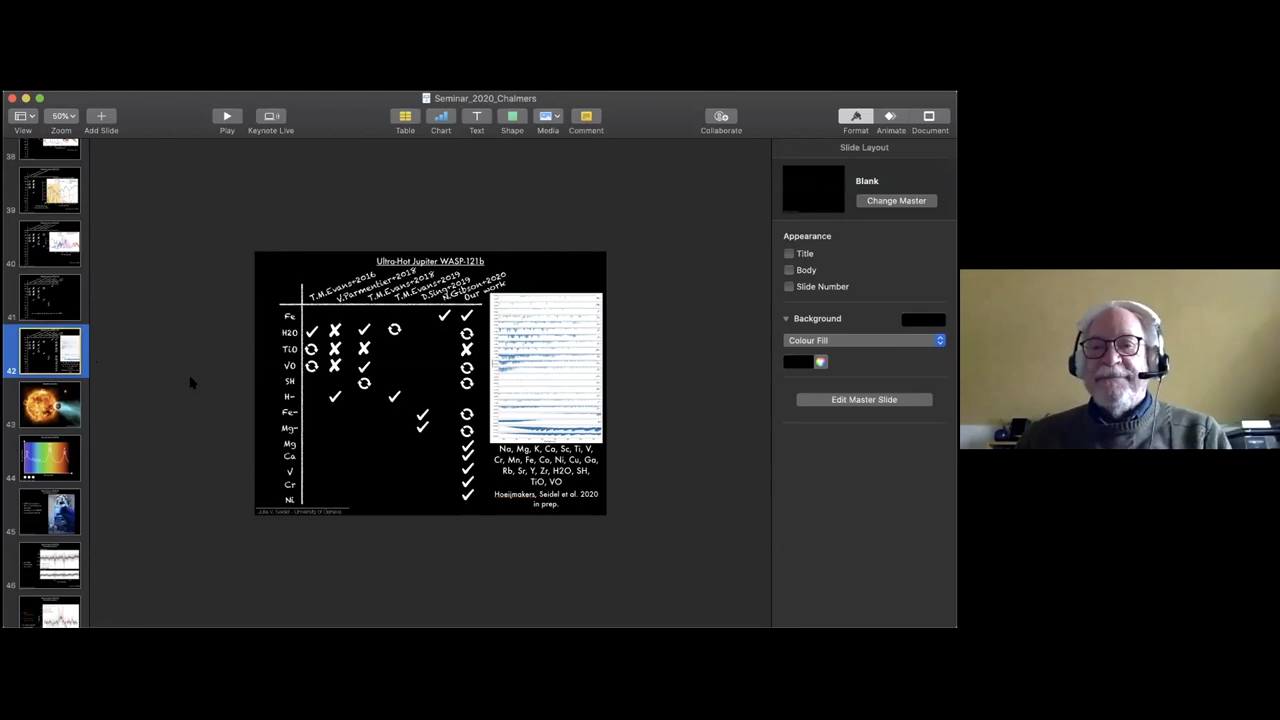 Seminar_2020_Chalmers
50%
View
Zoom
Add Slide
Play
Keynote Live
Table
Chart
Text
Shape
Media
Comment
Collaborate
Format
Animate
Document
38
39
40
41
42
43
44
45
46
Ultra-Hot Jupiter WASP-121b
T.M.Evans+2016
V.Parmentier+2018
T.M.Evans+2018
T.M.Evans+2019
D.Sing+2019
N.Gibson+2020
Our work
Fe
H2O
TiO
VO
SH
H-
Fe-
Mg-
Mg
Ca
V
Cr
Ni
Na, Mg, K, Ca, Sc, Ti, V,
Cr, Mn, Fe, Co, Ni, Cu, Ga,
Rb, Sr, Y, Zr, H2O, SH,
TiO, VO
Hoeijmakers, Seidel et al. 2020
in prep.
Julia V. Seidel - University of Geneva
Slide Layout
Blank
Change Master
Appearance
Title
Body
Slide Number
Background
Colour Fill
Edit Master Slide